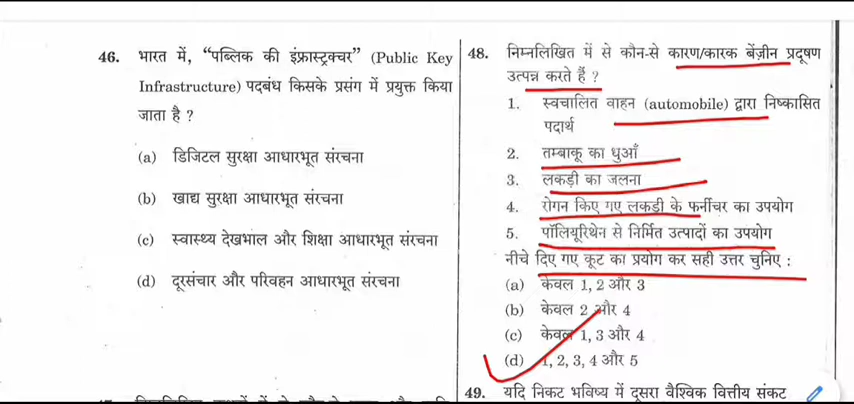 46. भारत में, “पब्लिक की इंफ्रास्ट्रक्चर” (Public Key
Infrastructure) पदबंध किसके प्रसंग में प्रयुक्त किया
जाता है ?
(a) डिजिटल सुरक्षा आधारभूत संरचना
(b) खाद्य सुरक्षा आधारभूत संरचना
(c) स्वास्थ्य देखभाल और शिक्षा आधारभूत संरचना
(d) दूरसंचार और परिवहन आधारभूत संरचना
48. निम्नलिखित में से कौन-से कारण/कारक बेंज़ीन प्रदूषण
उत्पन्न करते हैं ?
1. स्वचालित वाहन (automobile) द्वारा निष्कासित
पदार्थ
2. तम्बाकू का धुआँ
3. लकड़ी का जलना
4. रोगन किए गए लकड़ी के फर्नीचर का उपयोग
5. पॉलियूरिथेन से निर्मित उत्पादों का उपयोग
नीचे दिए गए कूट का प्रयोग कर सही उत्तर चुनिए :
(a) केवल 1, 2 और 3
(b) केवल 2 और 4
(c) केवल 1, 3 और 4
(d) 1, 2, 3, 4 और 5
49. यदि निकट भविष्य में दूसरा वैश्विक वित्तीय संकट